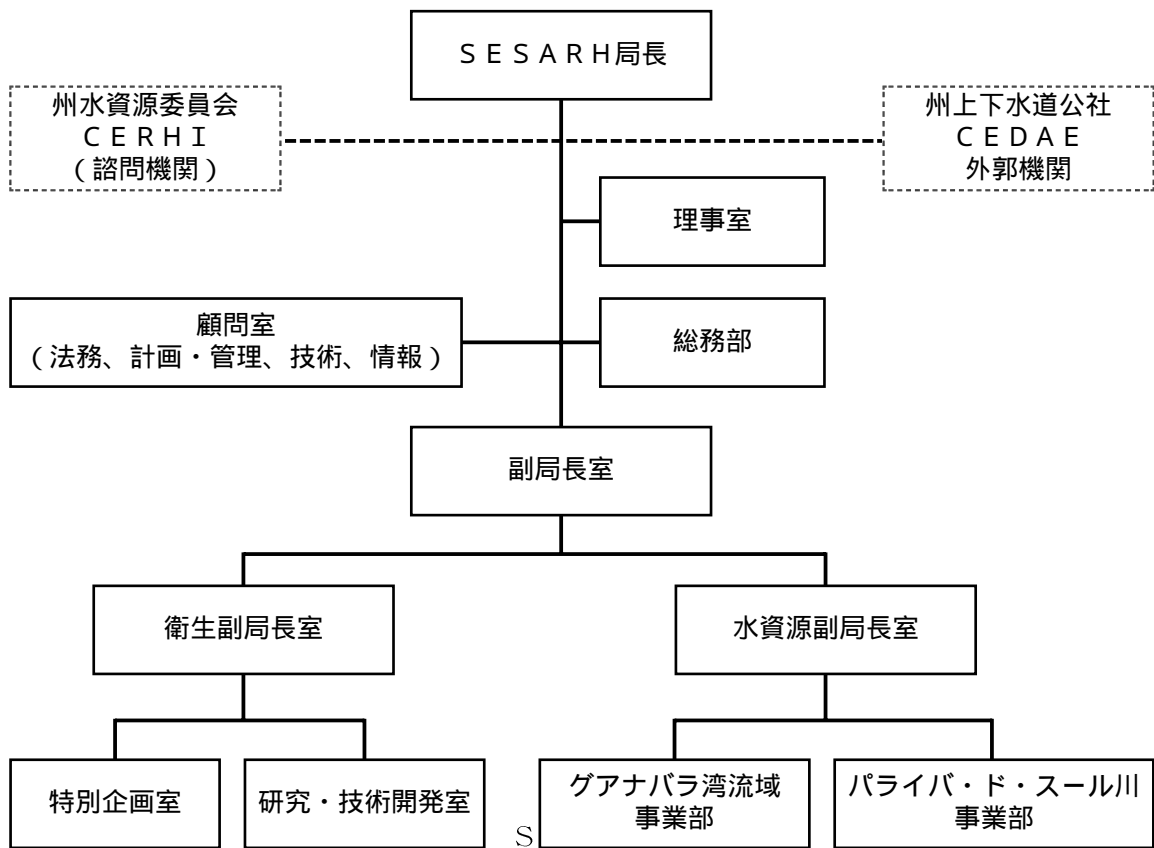 ＳＥＳＡＲＨ局長
州水資源委員会
ＣＥＲＨＩ
（諮問機関）
州上下水道公社
ＣＥＤＡＥ
外郭機関
理事室
顧問室
（法務、計画・管理、技術、情報）
総務部
副局長室
衛生副局長室
水資源副局長室
特別企画室
研究・技術開発室
グアナバラ湾流域
事業部
パライバ・ド・スール川
事業部
S